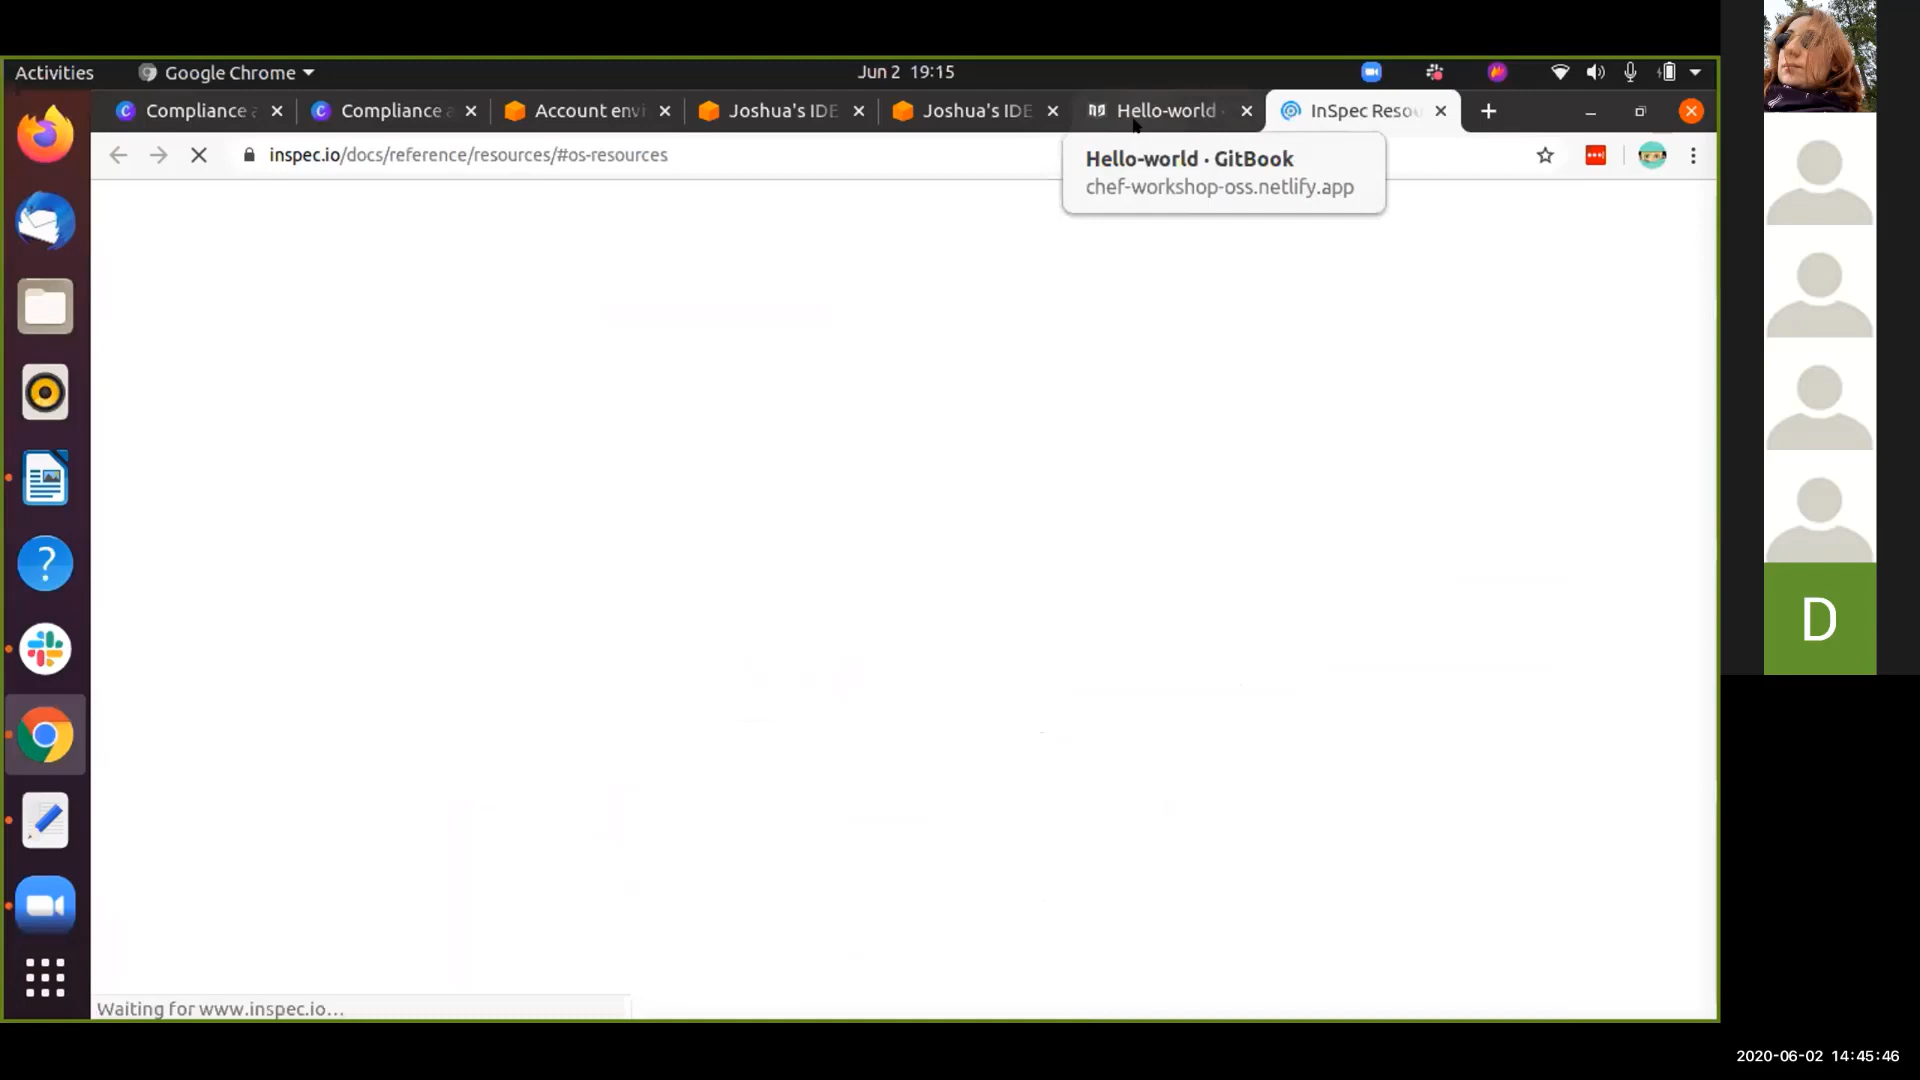 Activities
Google Chrome
Jun 2 19:15
Compliance a
Compliance a
Account envi
Joshua's IDE
Joshua's IDE
Hello-world ·
InSpec Resou
inspec.io/docs/reference/resources/#os-resources
Hello-world · GitBook
chef-workshop-oss.netlify.app
?
D
Waiting for www.inspec.io...
2020-06-02 14:45:46